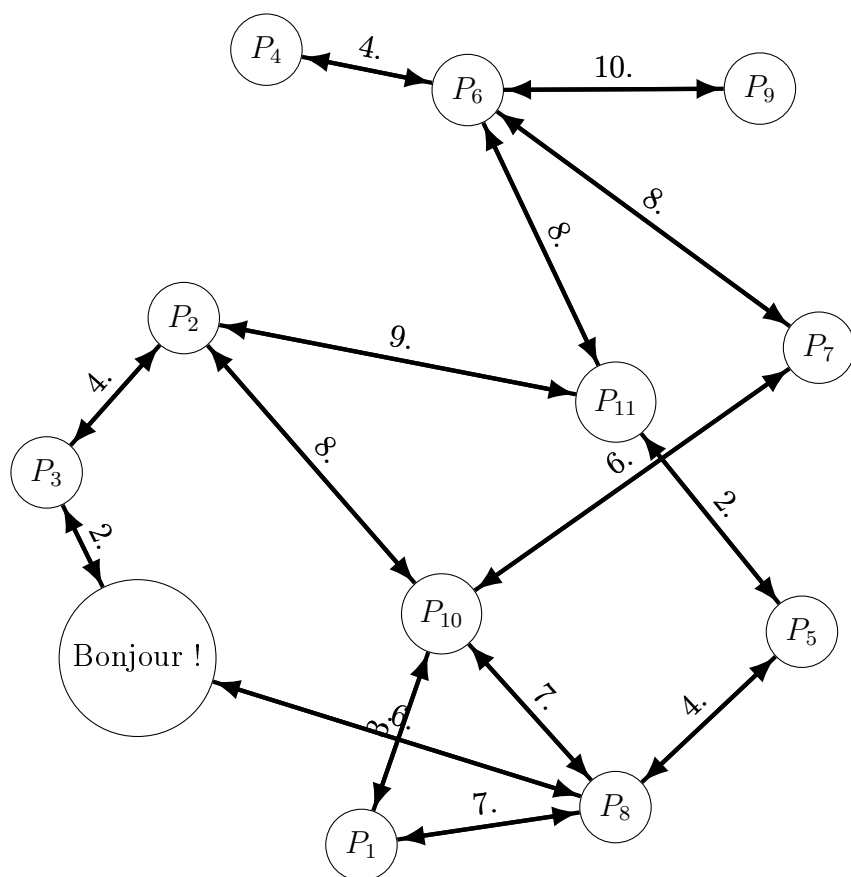 P₄
4.
P₆
10.
P₉
8.
8.
P₂
9.
P₇
4.
P₁₁
8.
6.
P₃
2.
2.
P₁₀
P₅
Bonjour !
7.
4.
3.
6.
7.
P₈
P₁